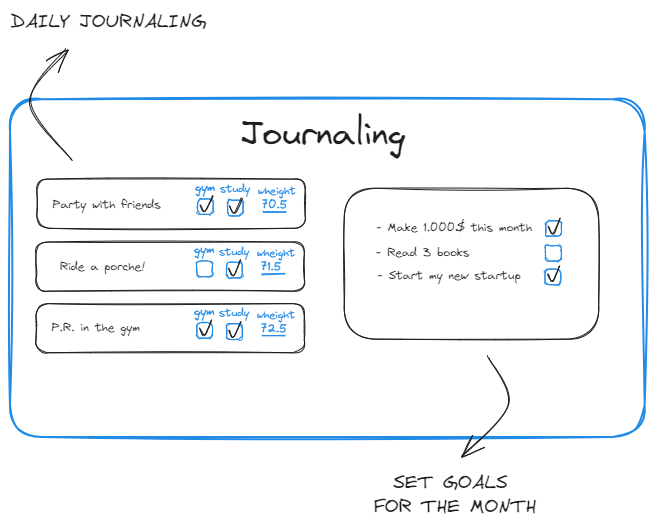 DAILY JOURNALING
Journaling
gym study wheight
Party with friends 70.5
gym study wheight
Ride a porche! 71.5
gym study wheight
P.R. in the gym 72.5
- Make 1.000$ this month
- Read 3 books
- Start my new startup
SET GOALS
FOR THE MONTH